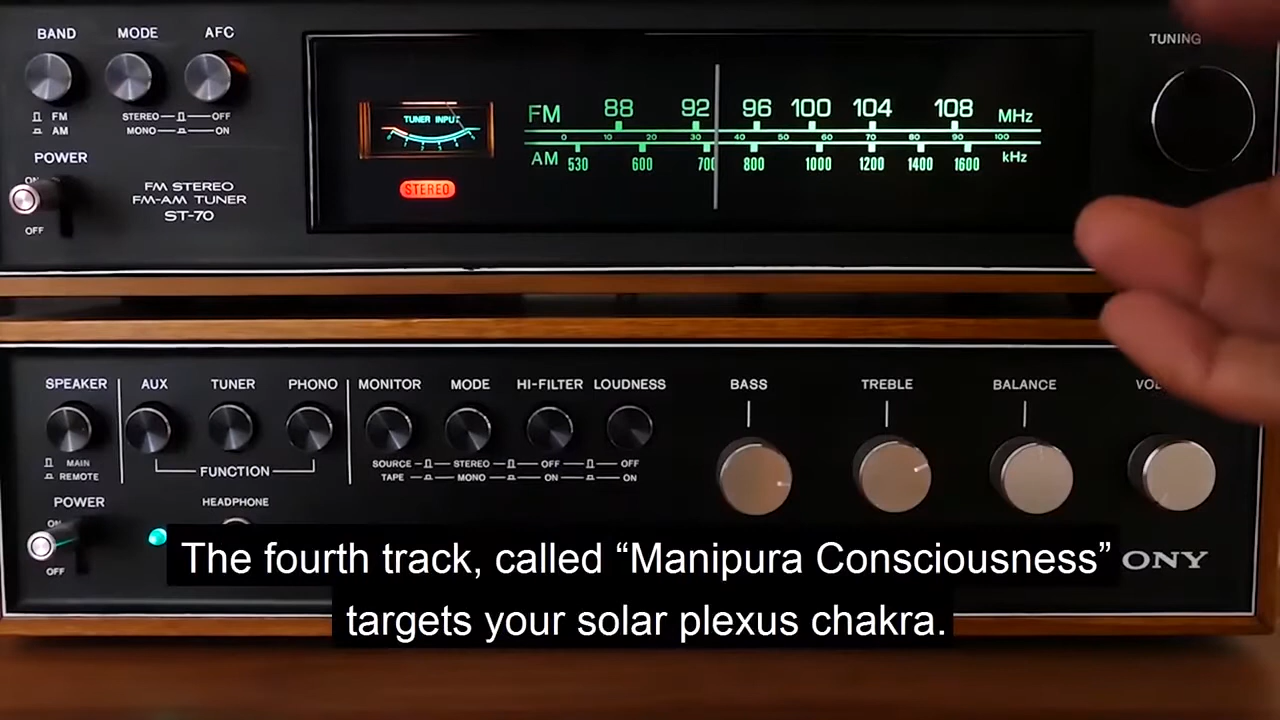 BAND MODE AFC
TUNING
FM 88 92 96 100 104 108 MHz
TUNER INPUT
0 10 20 30 40 50 60 70 80 90 100
AM 530 600 700 800 1000 1200 1400 1600 kHz
FM STEREO OFF
AM MONO ON
POWER
ON
OFF
STEREO
FM STEREO
FM-AM TUNER
ST-70
SPEAKER AUX TUNER PHONO MONITOR MODE HI-FILTER LOUDNESS BASS TREBLE BALANCE
MAIN
REMOTE
FUNCTION
SOURCE STEREO OFF OFF
TAPE MONO ON ON
POWER
ON
OFF
HEADPHONE
ONY
The fourth track, called “Manipura Consciousness”
targets your solar plexus chakra.